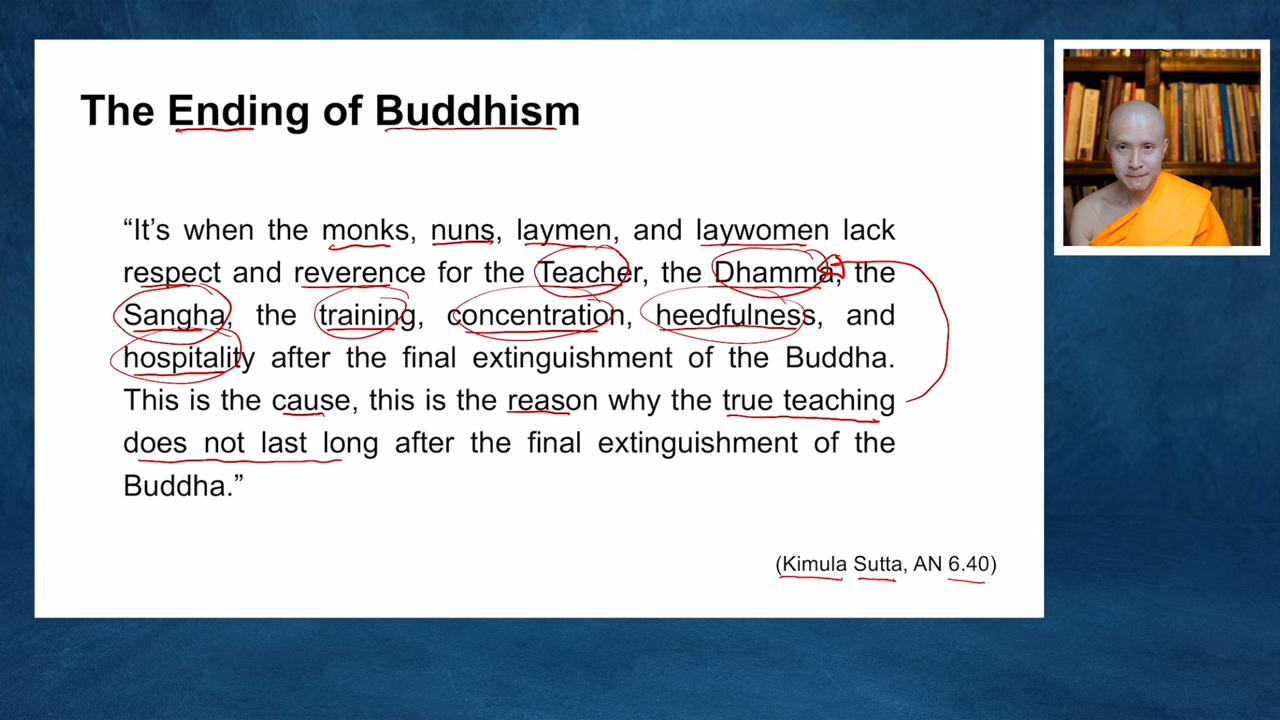 The Ending of Buddhism
“It’s when the monks, nuns, laymen, and laywomen lack
respect and reverence for the Teacher, the Dhamma, the
Sangha, the training, concentration, heedfulness, and
hospitality after the final extinguishment of the Buddha.
This is the cause, this is the reason why the true teaching
does not last long after the final extinguishment of the
Buddha.”
(Kimula Sutta, AN 6.40)